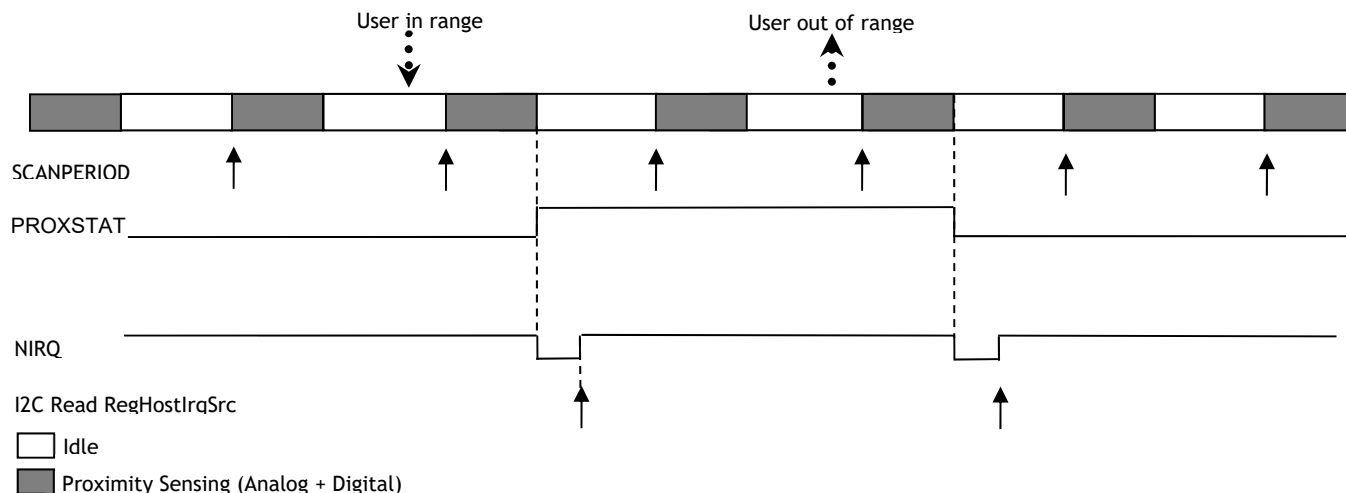 User in range
User out of range
SCANPERIOD
PROXSTAT
NIRQ
I2C Read RegHostIrqSrc
Idle
Proximity Sensing (Analog + Digital)